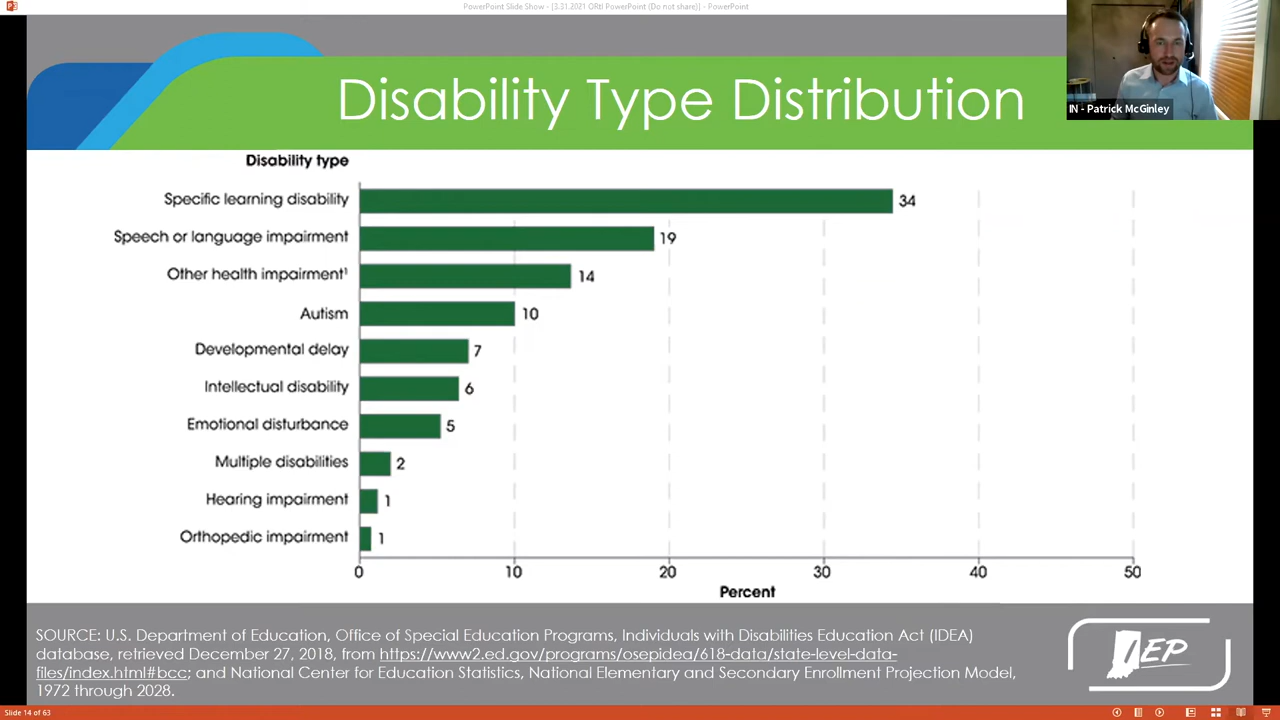 PowerPoint Slide Show - [3.31.2021 ORtI PowerPoint (Do not share)] - PowerPoint
IN - Patrick McGinley
Disability Type Distribution
Disability type
Specific learning disability 34
Speech or language impairment 19
Other health impairment¹ 14
Autism 10
Developmental delay 7
Intellectual disability 6
Emotional disturbance 5
Multiple disabilities 2
Hearing impairment 1
Orthopedic impairment 1
0 10 20 30 40 50
Percent
SOURCE: U.S. Department of Education, Office of Special Education Programs, Individuals with Disabilities Education Act (IDEA)
database, retrieved December 27, 2018, from https://www2.ed.gov/programs/osepidea/618-data/state-level-data-
files/index.html#bcc; and National Center for Education Statistics, National Elementary and Secondary Enrollment Projection Model,
1972 through 2028.
IEP
Slide 14 of 63